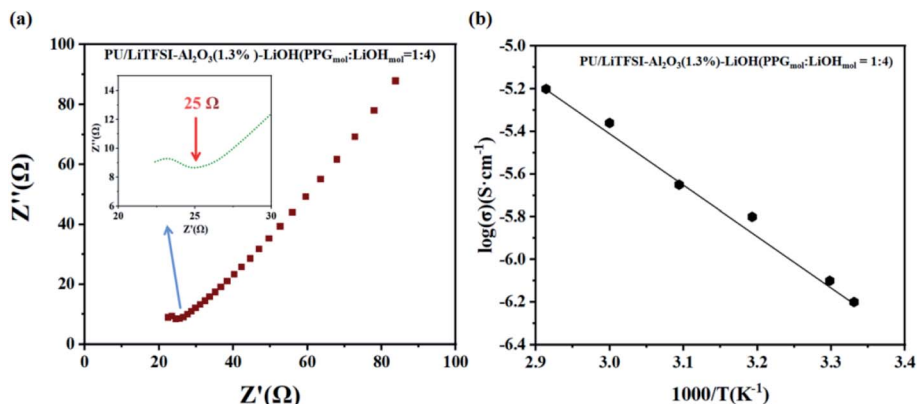 (a)
PU/LiTFSI-Al₂O₃(1.3% )-LiOH(PPGmol:LiOHmol=1:4)
Z''(Ω)
100
80
60
40
20
0
0 20 40 60 80 100
Z'(Ω)
25 Ω
Z''(Ω)
14
12
10
8
6
20 25 30
Z'(Ω)
(b)
PU/LiTFSI-Al₂O₃(1.3%)-LiOH(PPGmol:LiOHmol = 1:4)
log(σ)(S·cm⁻¹)
-5.0
-5.2
-5.4
-5.6
-5.8
-6.0
-6.2
-6.4
2.9 3.0 3.1 3.2 3.3 3.4
1000/T(K⁻¹)